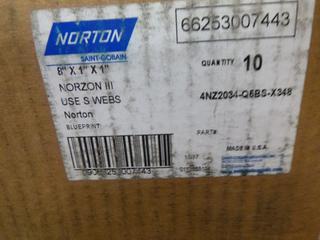 NORTON
SAINT-GOBAIN
66253007443
8" X 1" X 1"
QUANTITY 10
NORZON III
USE S WEBS
4NZ2034-Q5BS-X348
Norton
BLUEPRINT:
PART#:
MADE IN U.S.A.